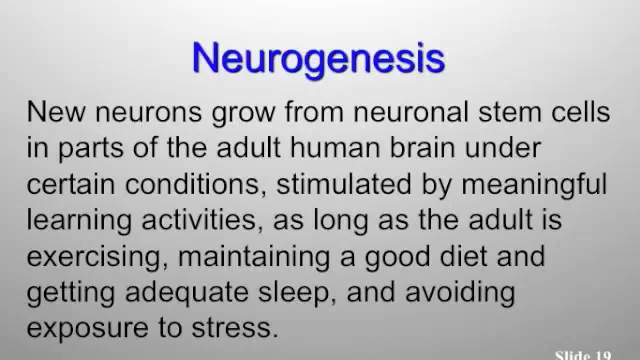 Neurogenesis
New neurons grow from neuronal stem cells
in parts of the adult human brain under
certain conditions, stimulated by meaningful
learning activities, as long as the adult is
exercising, maintaining a good diet and
getting adequate sleep, and avoiding
exposure to stress.
Slide 19